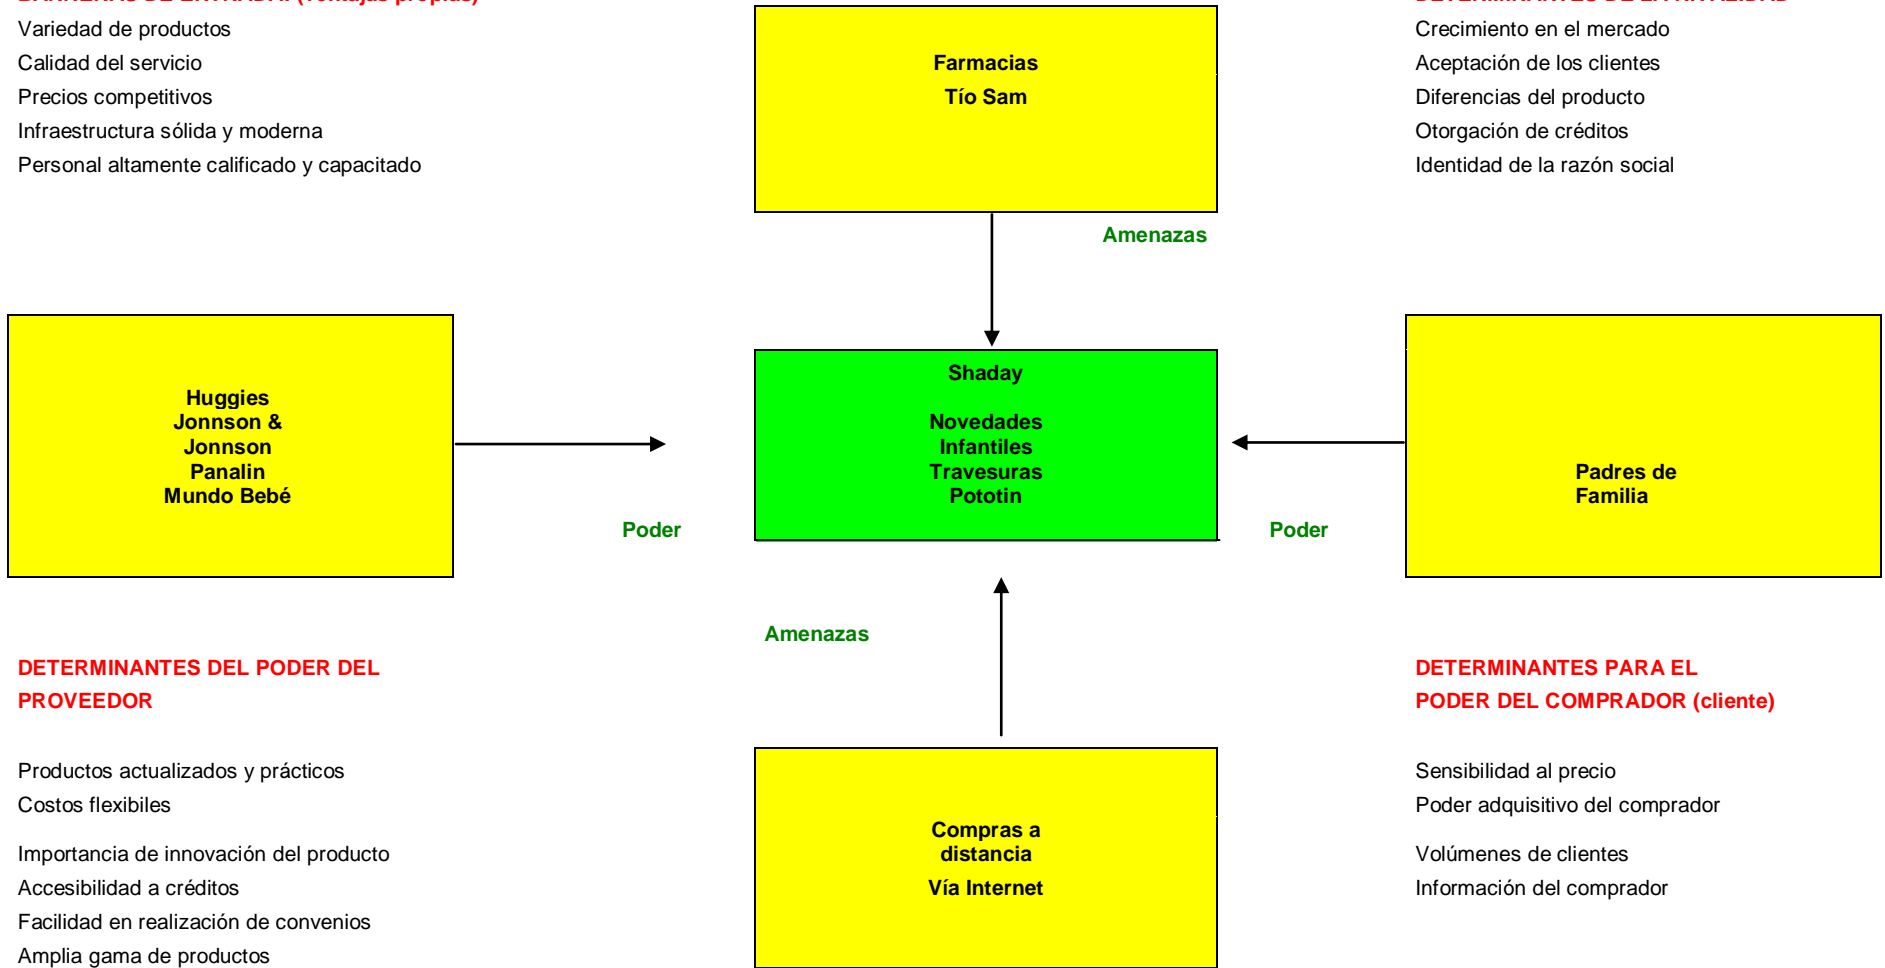 Variedad de productos
Calidad del servicio
Precios competitivos
Infraestructura sólida y moderna
Personal altamente calificado y capacitado
Farmacias
Tío Sam
Crecimiento en el mercado
Aceptación de los clientes
Diferencias del producto
Otorgación de créditos
Identidad de la razón social
Amenazas
Huggies
Jonnson &
Jonnson
Panalin
Mundo Bebé
Poder
Shaday
Novedades
Infantiles
Travesuras
Pototin
Poder
Padres de
Familia
Amenazas
DETERMINANTES DEL PODER DEL
PROVEEDOR
Productos actualizados y prácticos
Costos flexibiles
Importancia de innovación del producto
Accesibilidad a créditos
Facilidad en realización de convenios
Amplia gama de productos
Compras a
distancia
Vía Internet
DETERMINANTES PARA EL
PODER DEL COMPRADOR (cliente)
Sensibilidad al precio
Poder adquisitivo del comprador
Volúmenes de clientes
Información del comprador